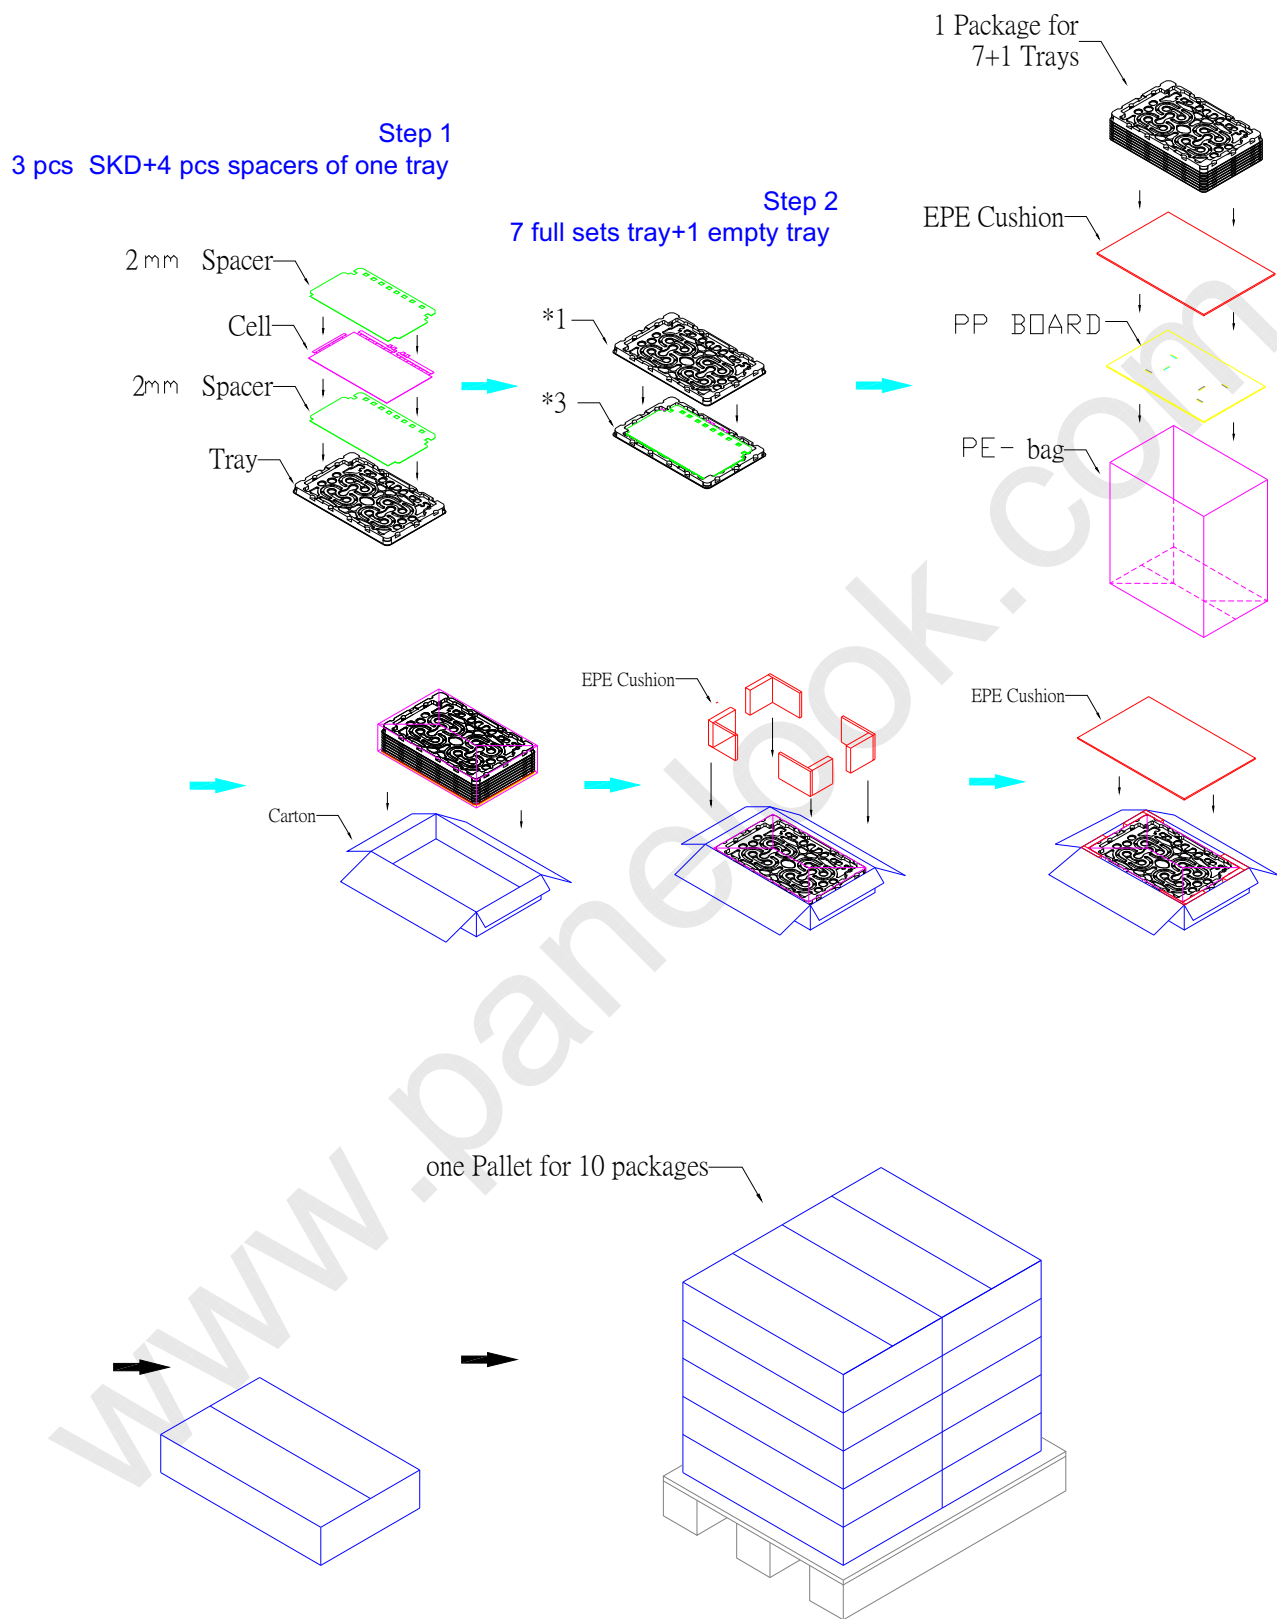 1 Package for
7+1 Trays
Step 1
3 pcs SKD+4 pcs spacers of one tray
Step 2
7 full sets tray+1 empty tray
EPE Cushion
2mm Spacer
Cell
2mm Spacer
Tray
*1
*3
PP BOARD
PE- bag
EPE Cushion
EPE Cushion
Carton
one Pallet for 10 packages
www.panelook.com